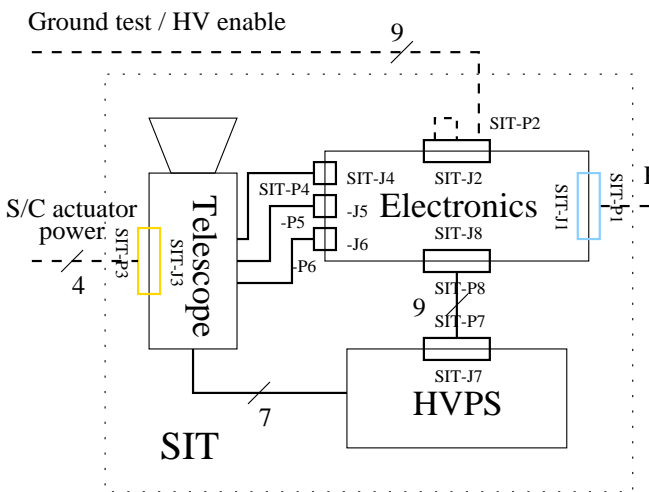 Ground test / HV enable
9
SIT-P2
SIT-J4
SIT-J2
SIT-P4
-J5
Electronics
SIT-J1
SIT-P1
S/C actuator
power
-P5
SIT-P3
SIT-J3
Telescope
-J6
SIT-J8
-P6
4
SIT-P8
9
SIT-P7
SIT-J7
HVPS
7
SIT